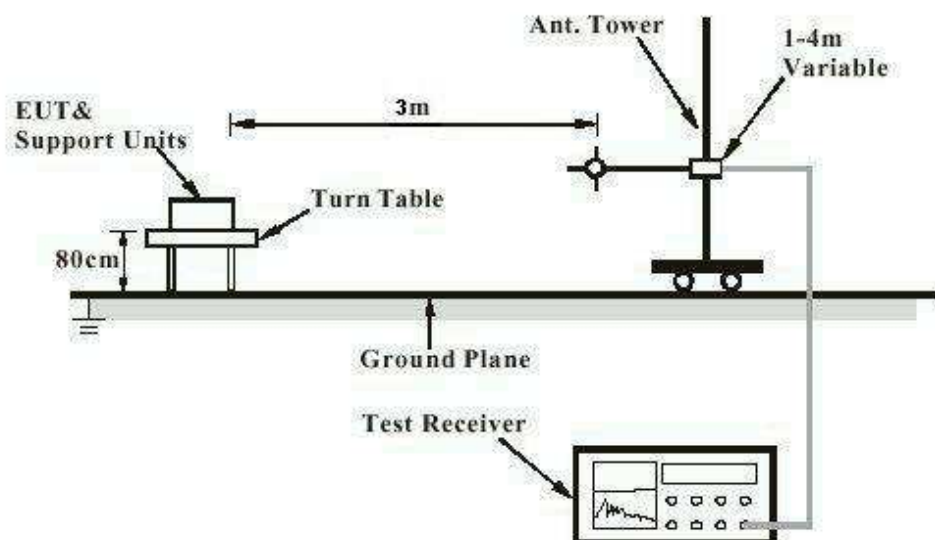 Ant. Tower
1-4m
Variable
3m
EUT&
Support Units
Turn Table
80cm
Ground Plane
Test Receiver